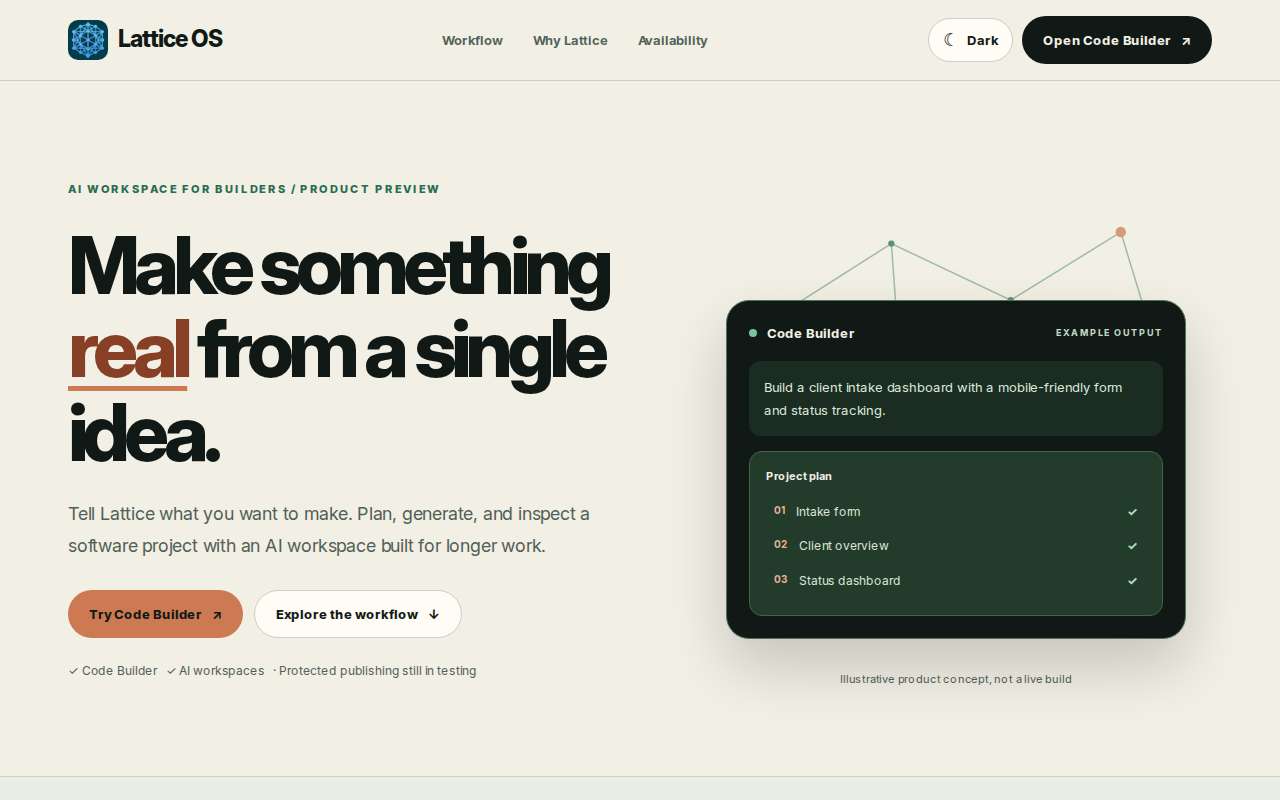 Lattice OS
Workflow
Why Lattice
Availability
☾ Dark
Open Code Builder ↗
AI WORKSPACE FOR BUILDERS / PRODUCT PREVIEW
Make something
real from a single
idea.
Tell Lattice what you want to make. Plan, generate, and inspect a
software project with an AI workspace built for longer work.
Try Code Builder ↗
Explore the workflow ↓
✓ Code Builder ✓ AI workspaces · Protected publishing still in testing
Code Builder
EXAMPLE OUTPUT
Build a client intake dashboard with a mobile-friendly form
and status tracking.
Project plan
01 Intake form ✓
02 Client overview ✓
03 Status dashboard ✓
Illustrative product concept, not a live build